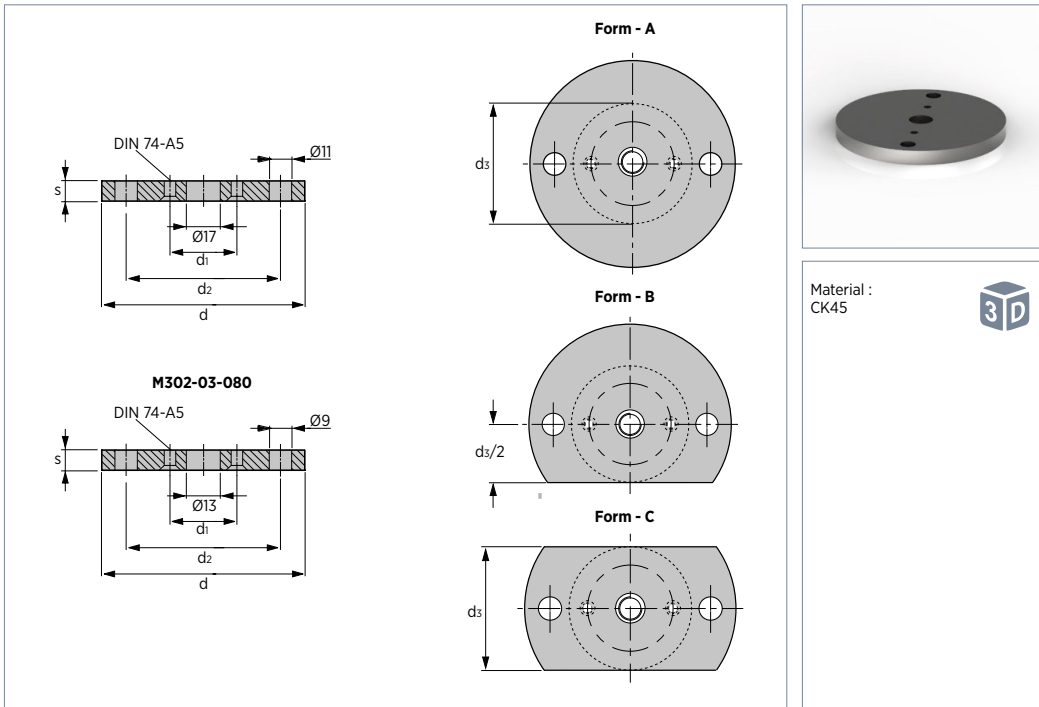 DIN 74-A5
Ø11
s
Ø17
d1
d2
d
M302-03-080
DIN 74-A5
Ø9
s
Ø13
d1
d2
d
Form - A
d3
Form - B
d3/2
Form - C
d3
Material :
CK45
3D